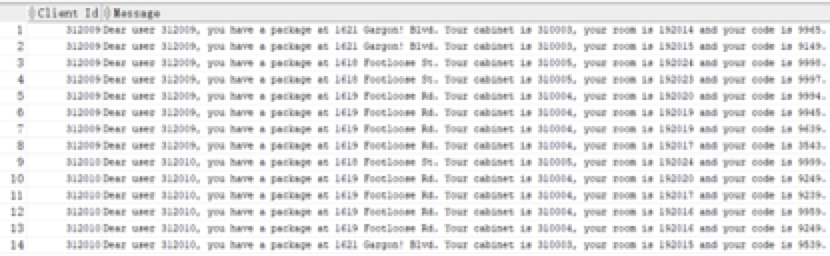 Client Id Message
1 312009 Dear user 312009, you have a package at 1621 Gargon! Blvd. Your cabinet is 310003, your room is 192014 and your code is 9965.
2 312009 Dear user 312009, you have a package at 1621 Gargon! Blvd. Your cabinet is 310003, your room is 192015 and your code is 9149.
3 312009 Dear user 312009, you have a package at 1618 Footloose St. Your cabinet is 310005, your room is 192024 and your code is 9998.
4 312009 Dear user 312009, you have a package at 1618 Footloose St. Your cabinet is 310005, your room is 192023 and your code is 9997.
5 312009 Dear user 312009, you have a package at 1619 Footloose Rd. Your cabinet is 310004, your room is 192020 and your code is 9994.
6 312009 Dear user 312009, you have a package at 1619 Footloose Rd. Your cabinet is 310004, your room is 192019 and your code is 9945.
7 312009 Dear user 312009, you have a package at 1619 Footloose Rd. Your cabinet is 310004, your room is 192019 and your code is 9639.
8 312009 Dear user 312009, you have a package at 1619 Footloose Rd. Your cabinet is 310004, your room is 192017 and your code is 3543.
9 312010 Dear user 312010, you have a package at 1618 Footloose St. Your cabinet is 310005, your room is 192024 and your code is 9999.
10 312010 Dear user 312010, you have a package at 1619 Footloose Rd. Your cabinet is 310004, your room is 192020 and your code is 9249.
11 312010 Dear user 312010, you have a package at 1619 Footloose Rd. Your cabinet is 310004, your room is 192017 and your code is 9239.
12 312010 Dear user 312010, you have a package at 1619 Footloose Rd. Your cabinet is 310004, your room is 192016 and your code is 9959.
13 312010 Dear user 312010, you have a package at 1619 Footloose Rd. Your cabinet is 310004, your room is 192016 and your code is 9249.
14 312010 Dear user 312010, you have a package at 1621 Gargon! Blvd. Your cabinet is 310003, your room is 192015 and your code is 9539.